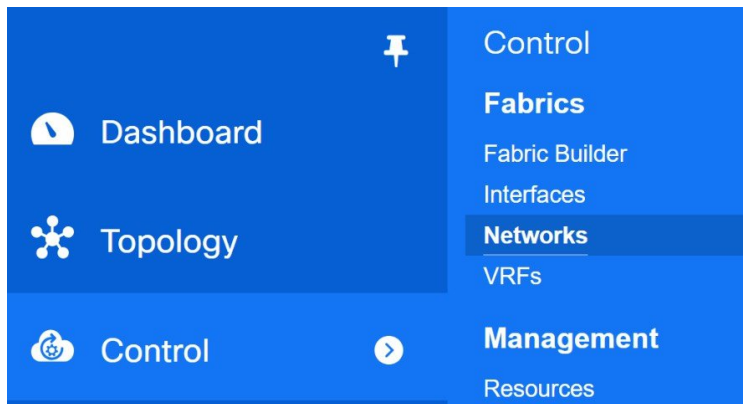 Dashboard
Topology
Control
Control
Fabrics
Fabric Builder
Interfaces
Networks
VRFs
Management
Resources